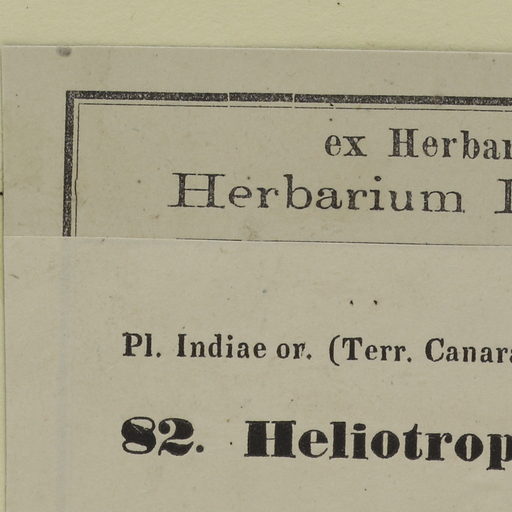 ex Herbar
Herbarium
Pl. Indiae or. (Terr. Canara
82. Heliotrop